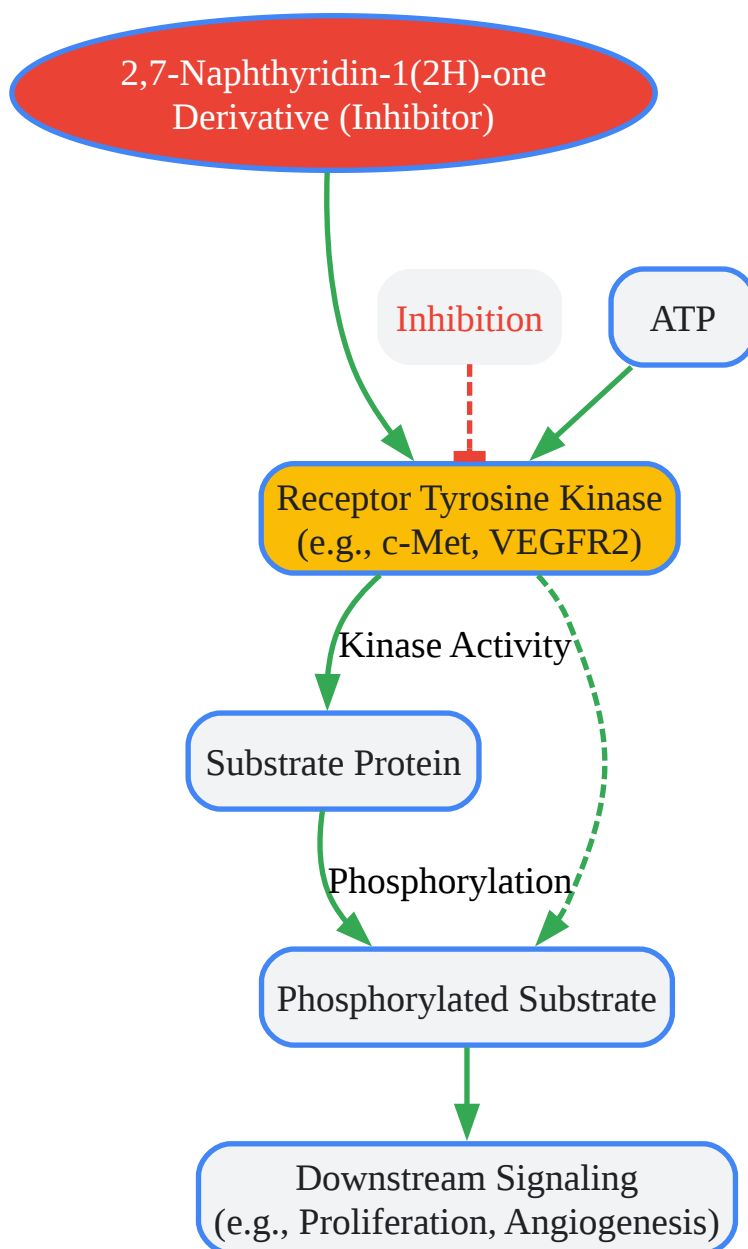 2,7-Naphthyridin-1(2H)-one
Derivative (Inhibitor)
Inhibition
ATP
Receptor Tyrosine Kinase
(e.g., c-Met, VEGFR2)
Kinase Activity
Substrate Protein
Phosphorylation
Phosphorylated Substrate
Downstream Signaling
(e.g., Proliferation, Angiogenesis)